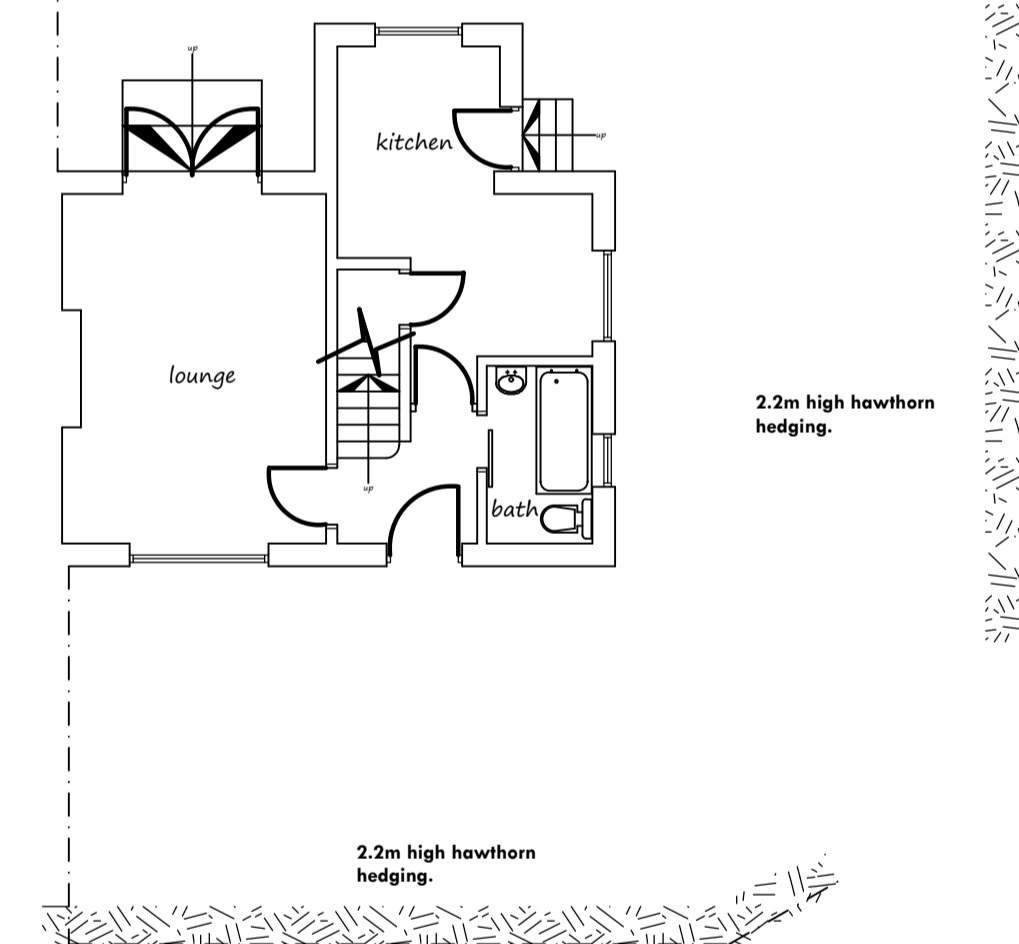 up
kitchen
up
lounge
2.2m high hawthorn
hedging.
up
bath
2.2m high hawthorn
hedging.